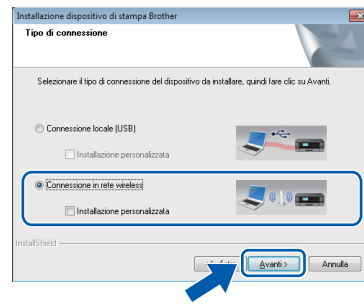 Installazione dispositivo di stampa Brother
Tipo di connessione
Selezionare il tipo di connessione del dispositivo da installare, quindi fare clic su Avanti.
Connessione locale (USB)
Installazione personalizzata
Connessione in rete wireless
Installazione personalizzata
InstallShield
Avanti > Annulla